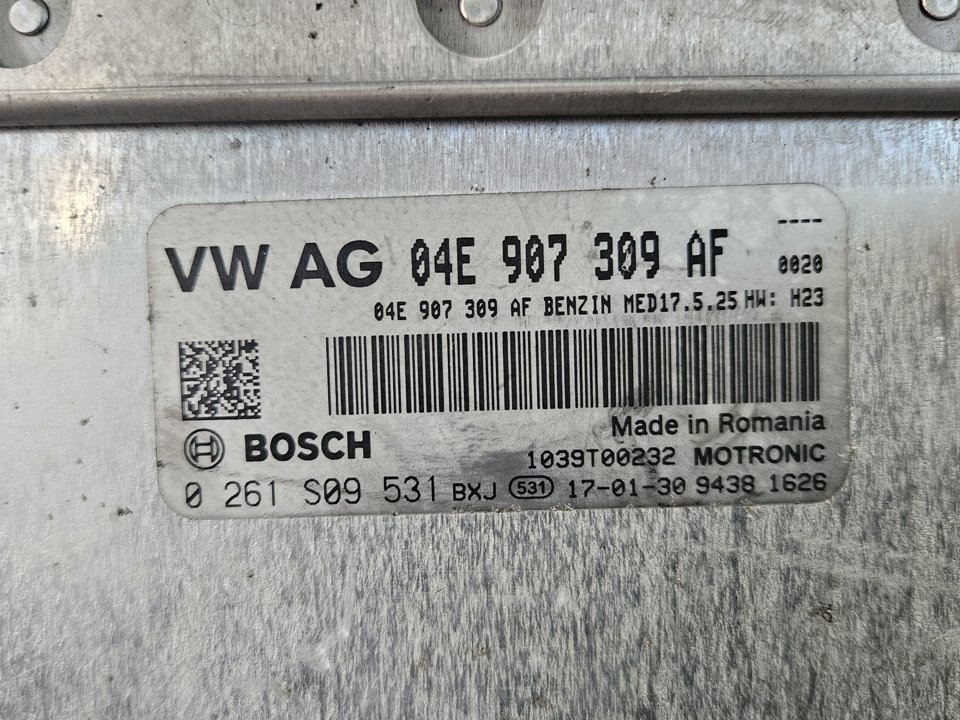 ----
VW AG 04E 907 309 AF 0020
04E 907 309 AF BENZIN MED17.5.25 HW: H23
Made in Romania
BOSCH 1039T00232 MOTRONIC
0 261 S09 531 BXJ 531 17-01-30 9438 1626